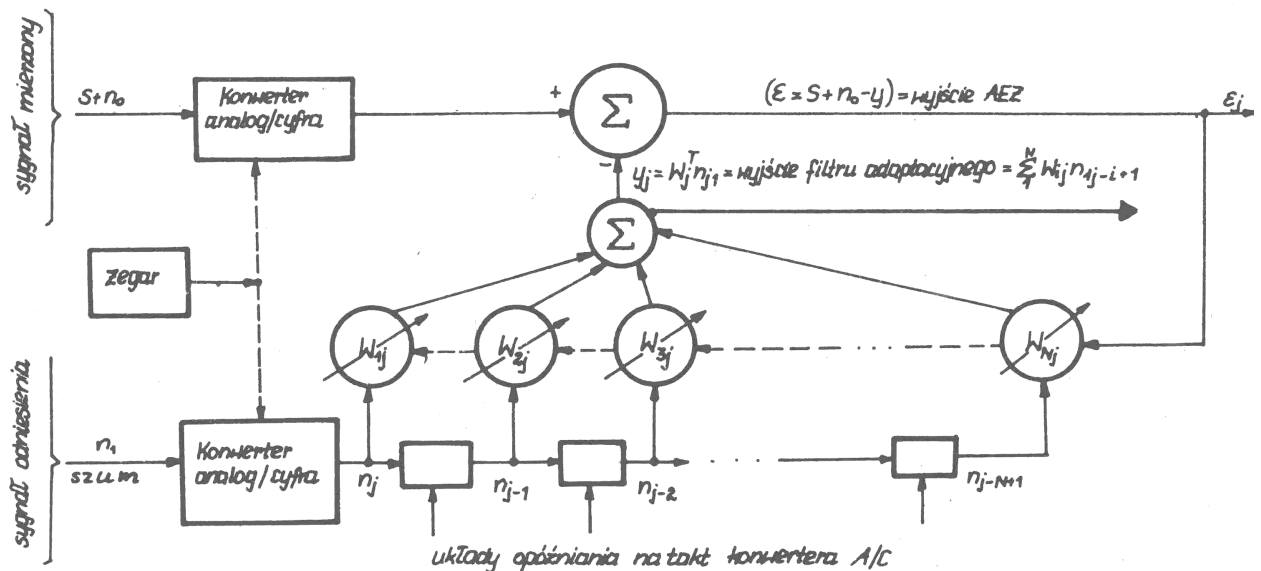 sygnał mierzony
S+n₀
Konwerter
analog/cyfra
+
Σ
(ε = S+n₀-y) = wyjście AEZ
εⱼ
-
yⱼ = Wⱼᵀnⱼ₁ = wyjście filtru adaptacyjnego = Σ₁ᴺ Wᵢⱼ n₁ⱼ₋ᵢ₊₁
Σ
zegar
W₁ⱼ
W₂ⱼ
W₃ⱼ
. . .
W_Nj
sygnał odniesienia
n₁
szum
Konwerter
analog/cyfra
nⱼ
nⱼ₋₁
nⱼ₋₂
. . . .
n_j-N+1
układy opóźniania na takt konwertera A/C